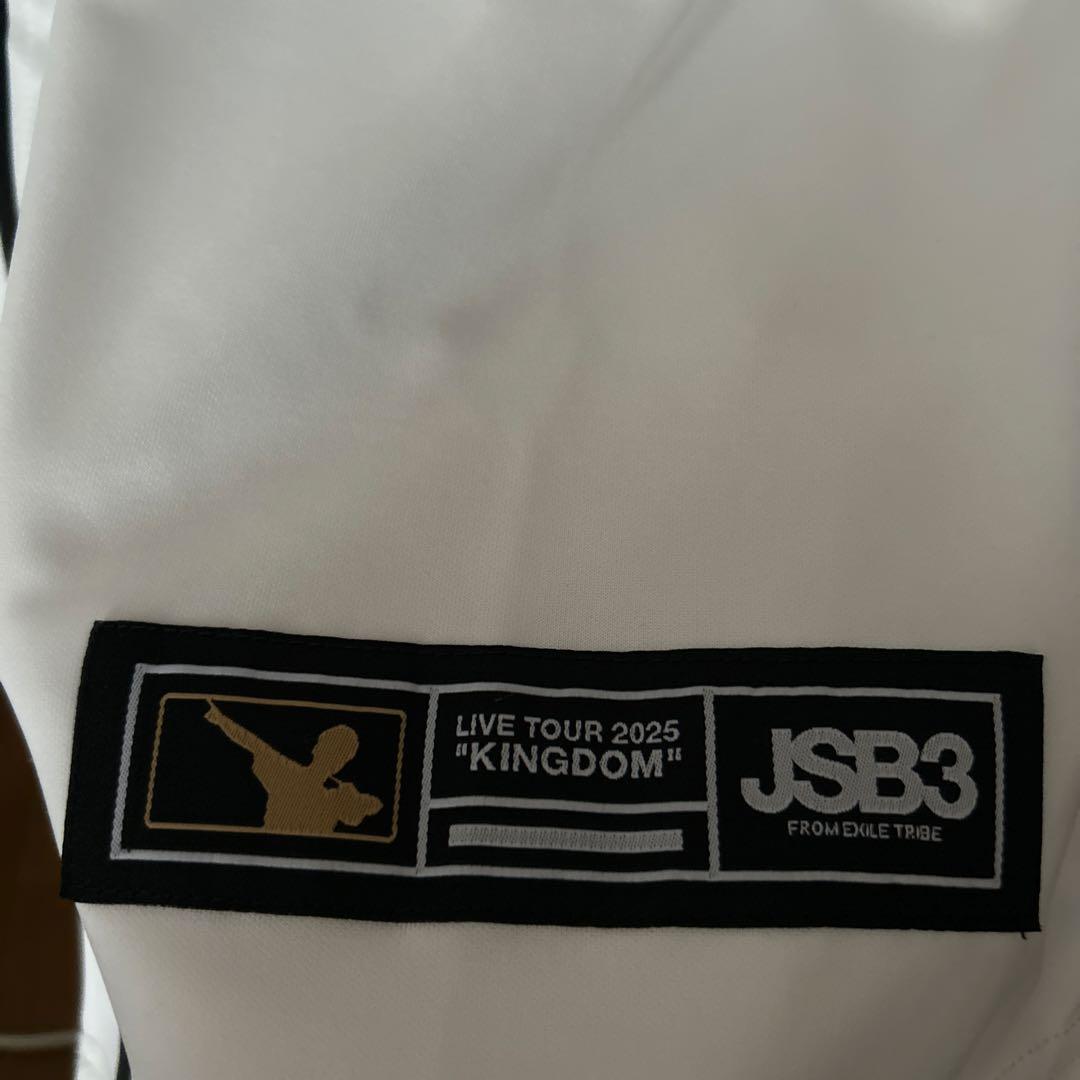 LIVE TOUR 2025
"KINGDOM"
JSB3
FROM EXILE TRIBE